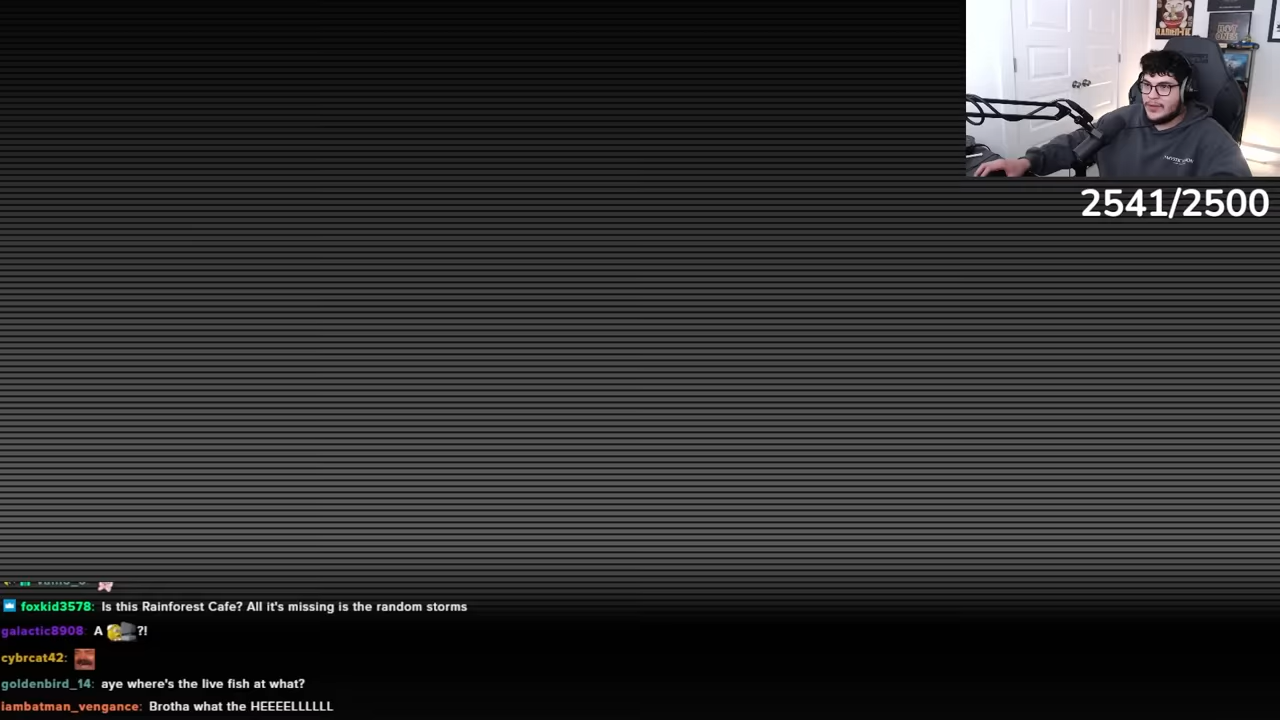 2541/2500
foxkid3578: Is this Rainforest Cafe? All it's missing is the random storms
galactic8908: A ?!
cybrcat42:
goldenbird_14: aye where's the live fish at what?
iambatman_vengance: Brotha what the HEEEELLLLLL